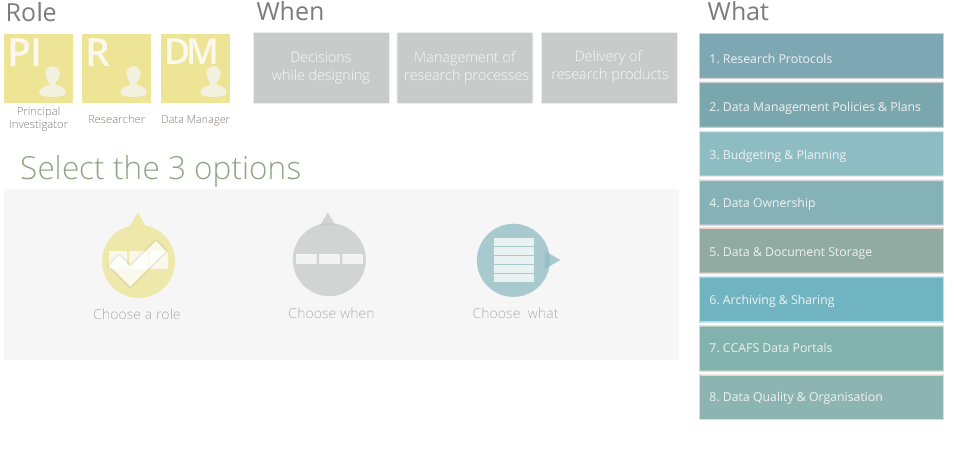 Role
PI
R
DM
Principal
Investigator
Researcher
Data Manager
When
Decisions
while designing
Management of
research processes
Delivery of
research products
What
1. Research Protocols
2. Data Management Policies & Plans
3. Budgeting & Planning
4. Data Ownership
5. Data & Document Storage
6. Archiving & Sharing
7. CCAFS Data Portals
8. Data Quality & Organisation
Select the 3 options
Choose a role
Choose when
Choose what